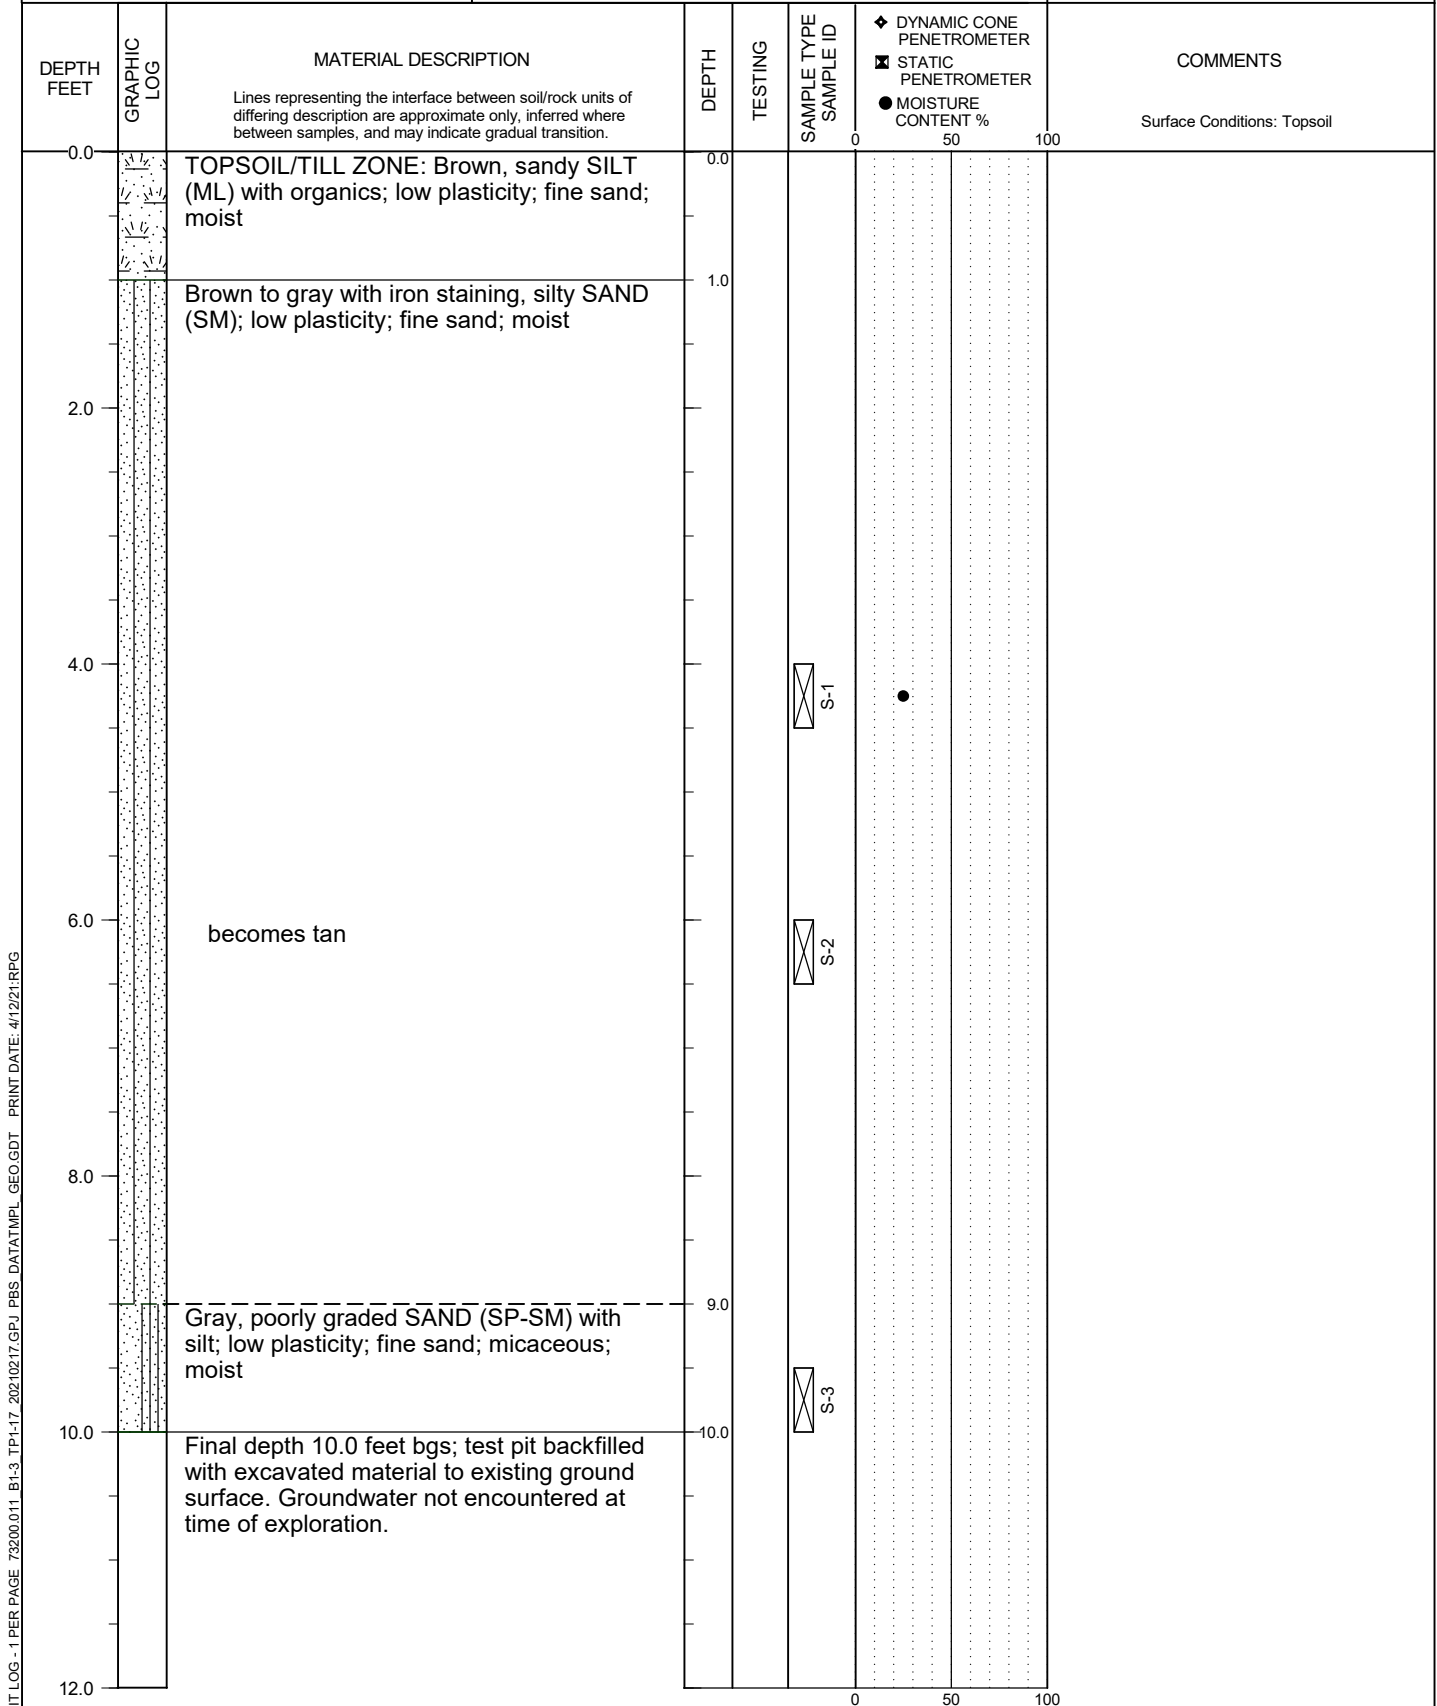 DEPTH
FEET
GRAPHIC
LOG
MATERIAL DESCRIPTION
Lines representing the interface between soil/rock units of
differing description are approximate only, inferred where
between samples, and may indicate gradual transition.
DEPTH
TESTING
SAMPLE TYPE
SAMPLE ID
DYNAMIC CONE
PENETROMETER
STATIC
PENETROMETER
MOISTURE
CONTENT %
0 50 100
COMMENTS
Surface Conditions: Topsoil
0.0
TOPSOIL/TILL ZONE: Brown, sandy SILT
(ML) with organics; low plasticity; fine sand;
moist
0.0
1.0
Brown to gray with iron staining, silty SAND
(SM); low plasticity; fine sand; moist
2.0
4.0
S-1
6.0
becomes tan
S-2
8.0
9.0
Gray, poorly graded SAND (SP-SM) with
silt; low plasticity; fine sand; micaceous;
moist
S-3
10.0
10.0
Final depth 10.0 feet bgs; test pit backfilled
with excavated material to existing ground
surface. Groundwater not encountered at
time of exploration.
12.0
0 50 100
IT LOG - 1 PER PAGE 73200.011_B1-3_TP1-17_20210217.GPJ PBS_DATATMPL_GEO.GDT PRINT DATE: 4/12/21:RPG